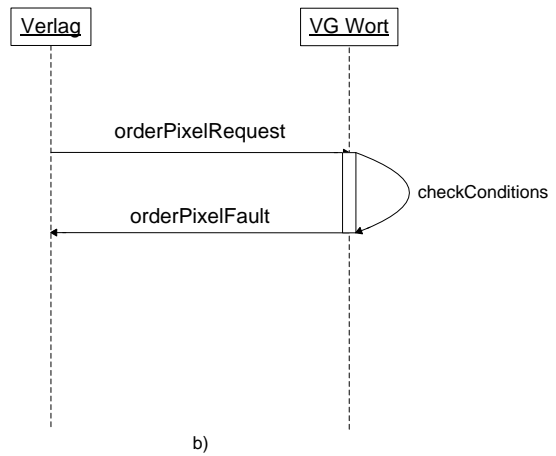 Verlag
VG Wort
orderPixelRequest
checkConditions
orderPixelFault
b)